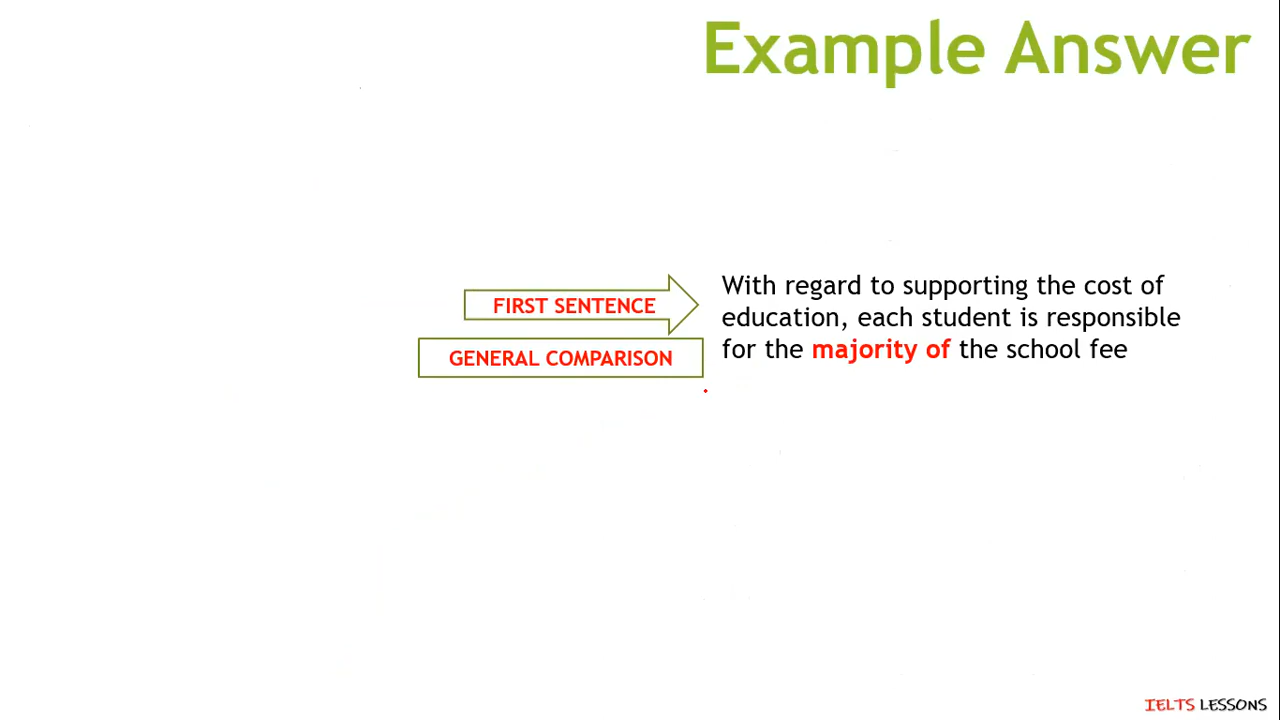 Example Answer
FIRST SENTENCE
GENERAL COMPARISON
With regard to supporting the cost of
education, each student is responsible
for the majority of the school fee
IELTS LESSONS